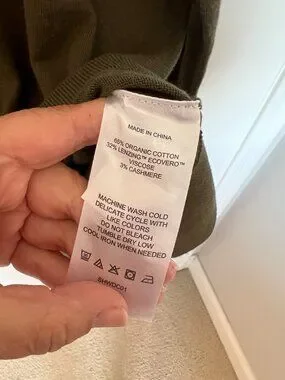 MADE IN CHINA
65% ORGANIC COTTON
32% LENZING™ ECOVERO™
VISCOSE
3% CASHMERE
MACHINE WASH COLD
DELICATE CYCLE WITH
LIKE COLORS
DO NOT BLEACH
TUMBLE DRY LOW
COOL IRON WHEN NEEDED
SHWDC01